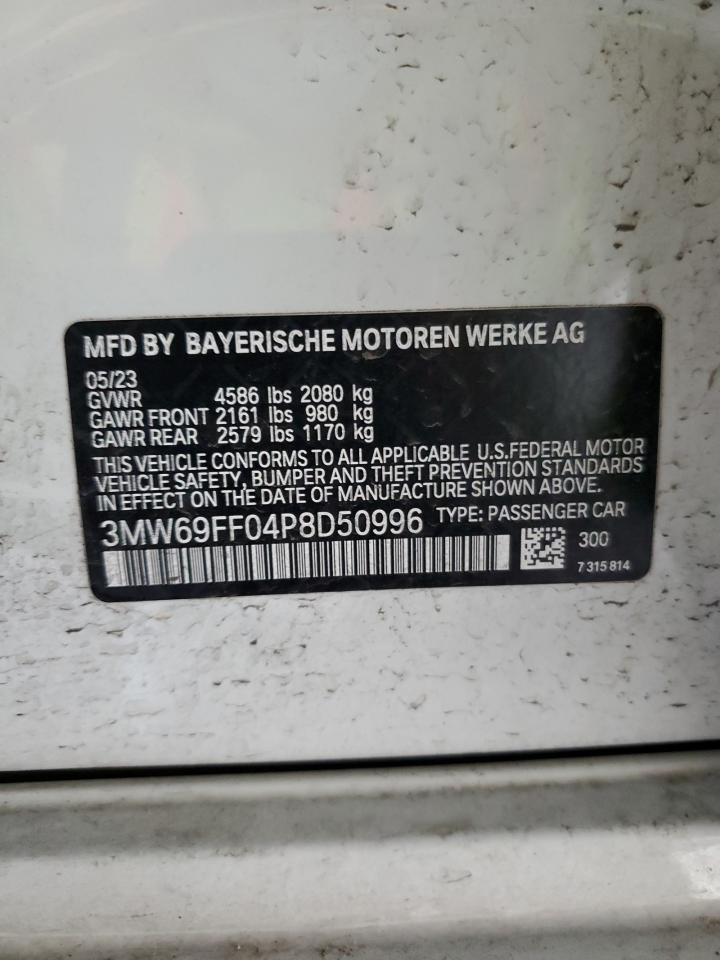 MFD BY BAYERISCHE MOTOREN WERKE AG
05/23
GVWR 4586 lbs 2080 kg
GAWR FRONT 2161 lbs 980 kg
GAWR REAR 2579 lbs 1170 kg
THIS VEHICLE CONFORMS TO ALL APPLICABLE U.S.FEDERAL MOTOR
VEHICLE SAFETY, BUMPER AND THEFT PREVENTION STANDARDS
IN EFFECT ON THE DATE OF MANUFACTURE SHOWN ABOVE.
3MW69FF04P8D50996 TYPE: PASSENGER CAR
300
7 315 814